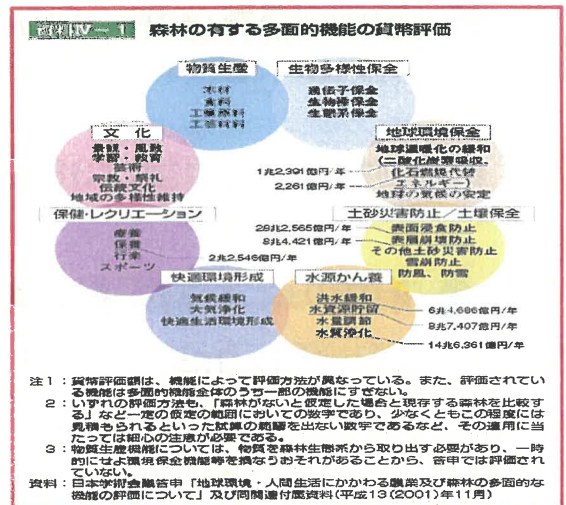 資料Ⅳ－1 森林の有する多面的機能の貨幣評価
物質生産
木材
食料
工業原料
工芸材料
生物多様性保全
遺伝子保全
生物種保全
生態系保全
文化
景観・風致
学習・教育
芸術
宗教・祭礼
伝統文化
地域の多様性維持
地球環境保全
地球温暖化の緩和
(二酸化炭素吸収、
1兆2,391億円/年
化石燃料代替
2,261億円/年
エネルギー)
地球の気候の安定
保健・レクリエーション
療養
保養
行楽
スポーツ
2兆2,546億円/年
土砂災害防止／土壌保全
28兆2,565億円/年
表面浸食防止
8兆4,421億円/年
表層崩壊防止
その他土砂災害防止
雪崩防止
防風、防雪
快適環境形成
気候緩和
大気浄化
快適生活環境形成
水源かん養
洪水緩和
6兆4,686億円/年
水資源貯留
8兆7,407億円/年
水量調節
水質浄化
14兆6,361億円/年
注1：貨幣評価額は、機能によって評価方法が異なっている。また、評価されてい
る機能は多面的機能全体のうち一部の機能にすぎない。
2：いずれの評価方法も、「森林がないと仮定した場合と現存する森林を比較す
る」など一定の仮定の範囲においての数字であり、少なくともこの程度には
見積もられるといった試算の範疇を出ない数字であるなど、その適用に当
たっては細心の注意が必要である。
3：物質生産機能については、物質を森林生態系から取り出す必要があり、一時
的にせよ環境保全機能等を損なうおそれがあることから、答申では評価され
ていない。
資料：日本学術会議答申「地球環境・人間生活にかかわる農業及び森林の多面的な
機能の評価について」及び同関連付属資料(平成13(2001)年11月)